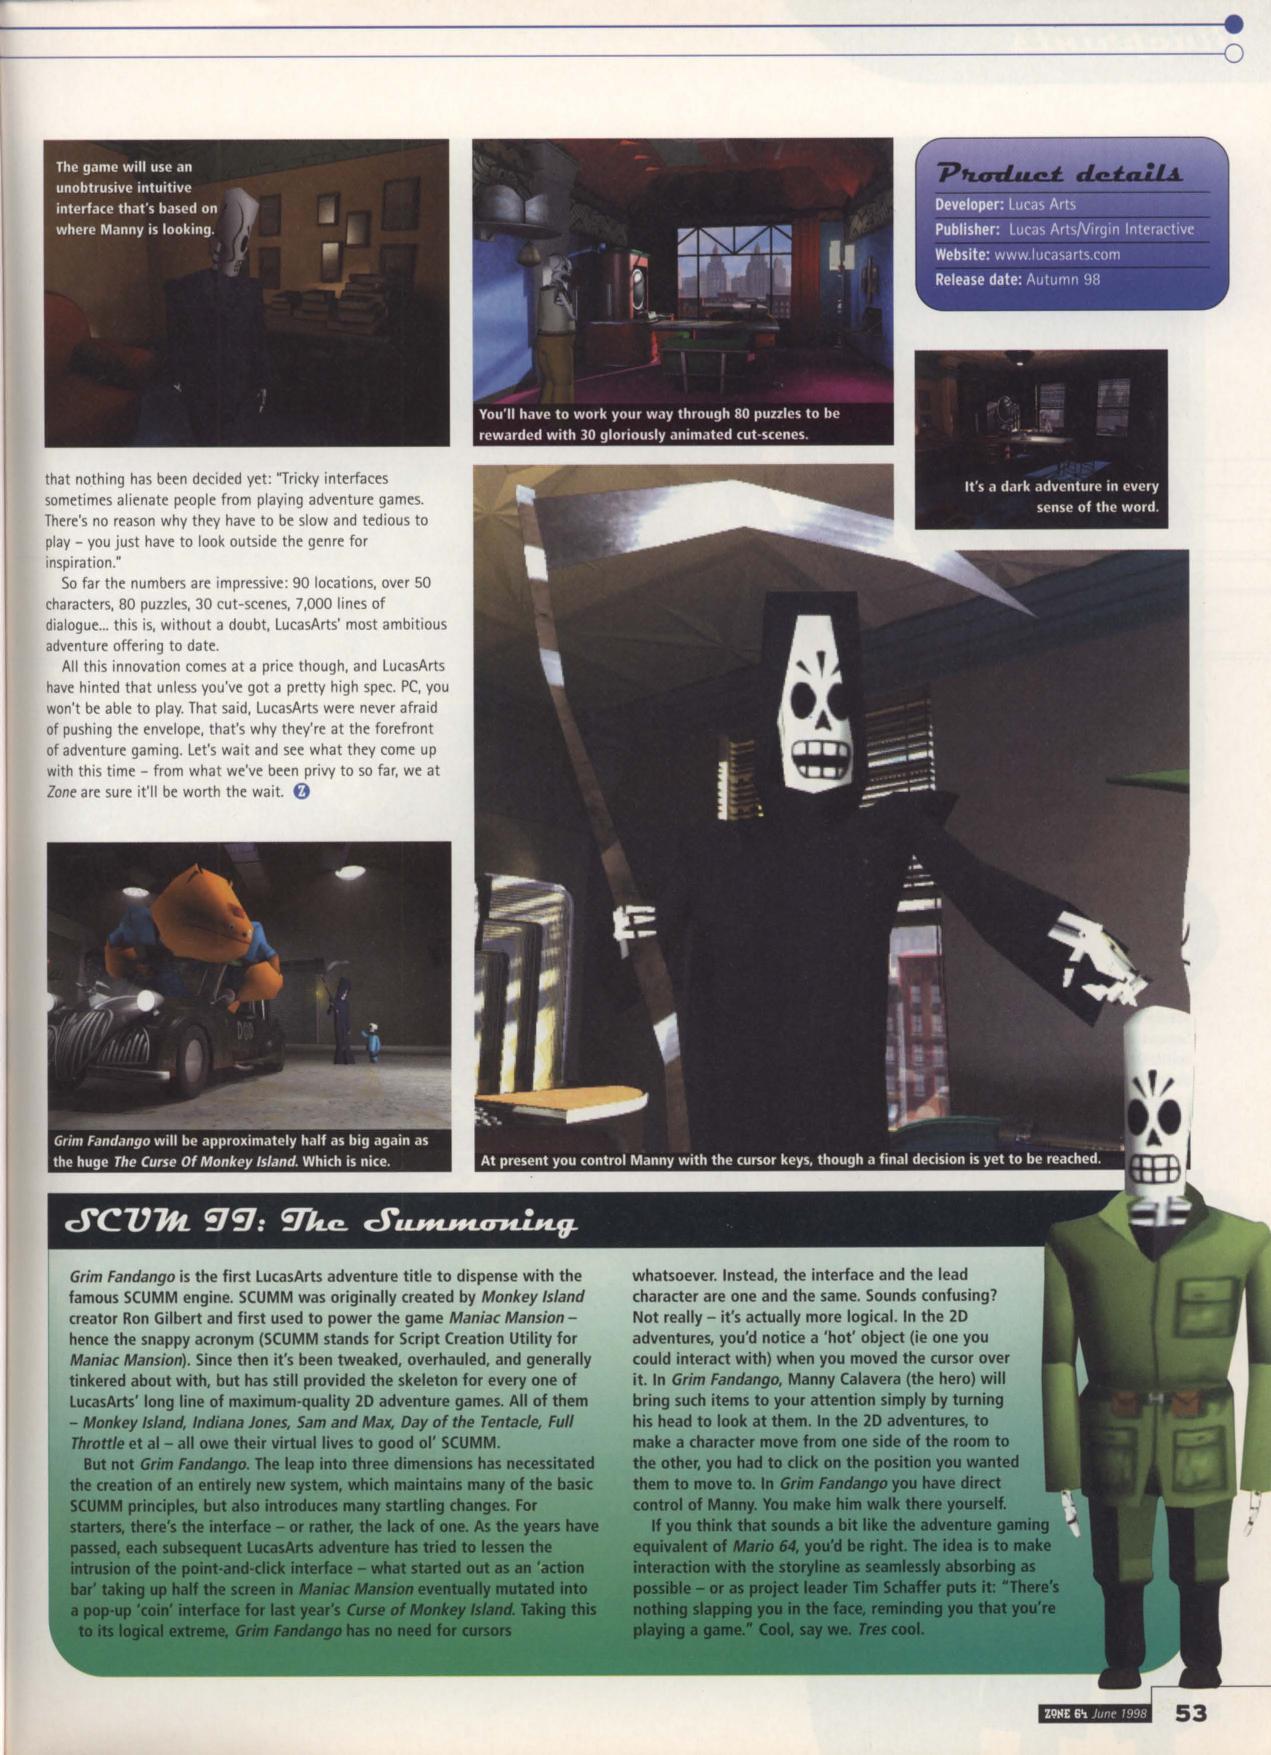 The game will use an
unobtrusive intuitive
interface that's based on
where Manny is looking.
You'll have to work your way through 80 puzzles to be
rewarded with 30 gloriously animated cut-scenes.
Product details
Developer: Lucas Arts
Publisher: Lucas Arts/Virgin Interactive
Website: www.lucasarts.com
Release date: Autumn 98
It's a dark adventure in every
sense of the word.
that nothing has been decided yet: "Tricky interfaces
sometimes alienate people from playing adventure games.
There's no reason why they have to be slow and tedious to
play – you just have to look outside the genre for
inspiration."
So far the numbers are impressive: 90 locations, over 50
characters, 80 puzzles, 30 cut-scenes, 7,000 lines of
dialogue... this is, without a doubt, LucasArts' most ambitious
adventure offering to date.
All this innovation comes at a price though, and LucasArts
have hinted that unless you've got a pretty high spec. PC, you
won't be able to play. That said, LucasArts were never afraid
of pushing the envelope, that's why they're at the forefront
of adventure gaming. Let's wait and see what they come up
with this time – from what we've been privy to so far, we at
Zone are sure it'll be worth the wait. Z
Grim Fandango will be approximately half as big again as
the huge The Curse Of Monkey Island. Which is nice.
At present you control Manny with the cursor keys, though a final decision is yet to be reached.
SCUM II: The Summoning
Grim Fandango is the first LucasArts adventure title to dispense with the
famous SCUMM engine. SCUMM was originally created by Monkey Island
creator Ron Gilbert and first used to power the game Maniac Mansion –
hence the snappy acronym (SCUMM stands for Script Creation Utility for
Maniac Mansion). Since then it's been tweaked, overhauled, and generally
tinkered about with, but has still provided the skeleton for every one of
LucasArts' long line of maximum-quality 2D adventure games. All of them
– Monkey Island, Indiana Jones, Sam and Max, Day of the Tentacle, Full
Throttle et al – all owe their virtual lives to good ol' SCUMM.
But not Grim Fandango. The leap into three dimensions has necessitated
the creation of an entirely new system, which maintains many of the basic
SCUMM principles, but also introduces many startling changes. For
starters, there's the interface – or rather, the lack of one. As the years have
passed, each subsequent LucasArts adventure has tried to lessen the
intrusion of the point-and-click interface – what started out as an 'action
bar' taking up half the screen in Maniac Mansion eventually mutated into
a pop-up 'coin' interface for last year's Curse of Monkey Island. Taking this
to its logical extreme, Grim Fandango has no need for cursors
whatsoever. Instead, the interface and the lead
character are one and the same. Sounds confusing?
Not really – it's actually more logical. In the 2D
adventures, you'd notice a 'hot' object (ie one you
could interact with) when you moved the cursor over
it. In Grim Fandango, Manny Calavera (the hero) will
bring such items to your attention simply by turning
his head to look at them. In the 2D adventures, to
make a character move from one side of the room to
the other, you had to click on the position you wanted
them to move to. In Grim Fandango you have direct
control of Manny. You make him walk there yourself.
If you think that sounds a bit like the adventure gaming
equivalent of Mario 64, you'd be right. The idea is to make
interaction with the storyline as seamlessly absorbing as
possible – or as project leader Tim Schaffer puts it: "There's
nothing slapping you in the face, reminding you that you're
playing a game." Cool, say we. Tres cool.
ZONE 64 June 1998 53